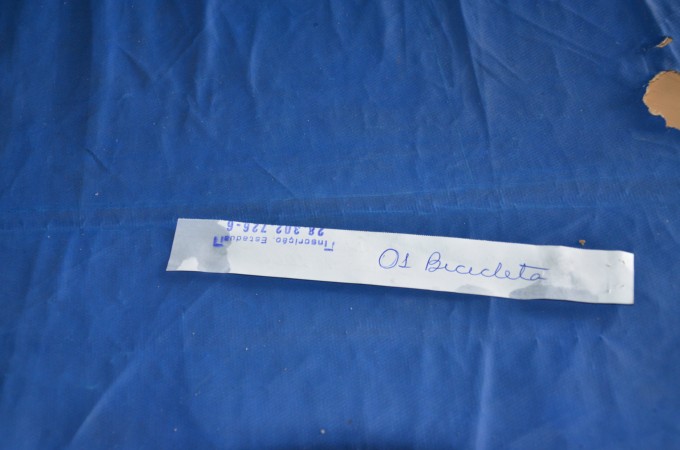 01 Bicicleta
Inscrição Estadual
28.302.726-6